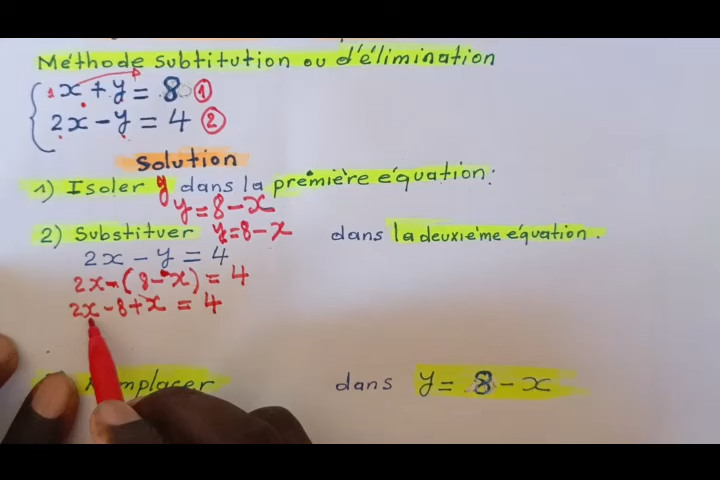 Méthode subtitution ou d'élimination
1x + y = 8 ①
2x - y = 4 ②
Solution
1) Isoler y dans la première équation:
y = 8 - x
2) Substituer y = 8 - x dans la deuxième équation.
2x - y = 4
2x - (8 - x) = 4
2x - 8 + x = 4
dans y = 8 - x